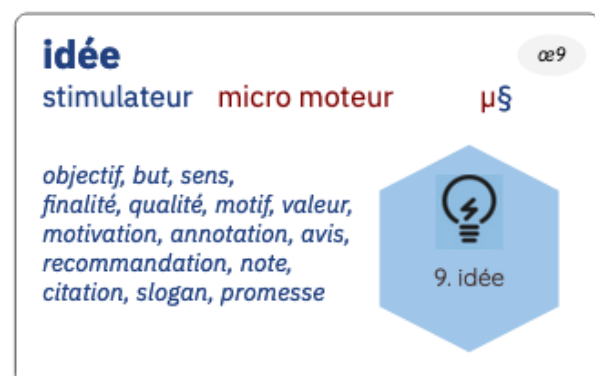 idée
æ9
stimulateur micro moteur µ§
objectif, but, sens,
finalité, qualité, motif, valeur,
motivation, annotation, avis,
recommandation, note,
citation, slogan, promesse
9. idée